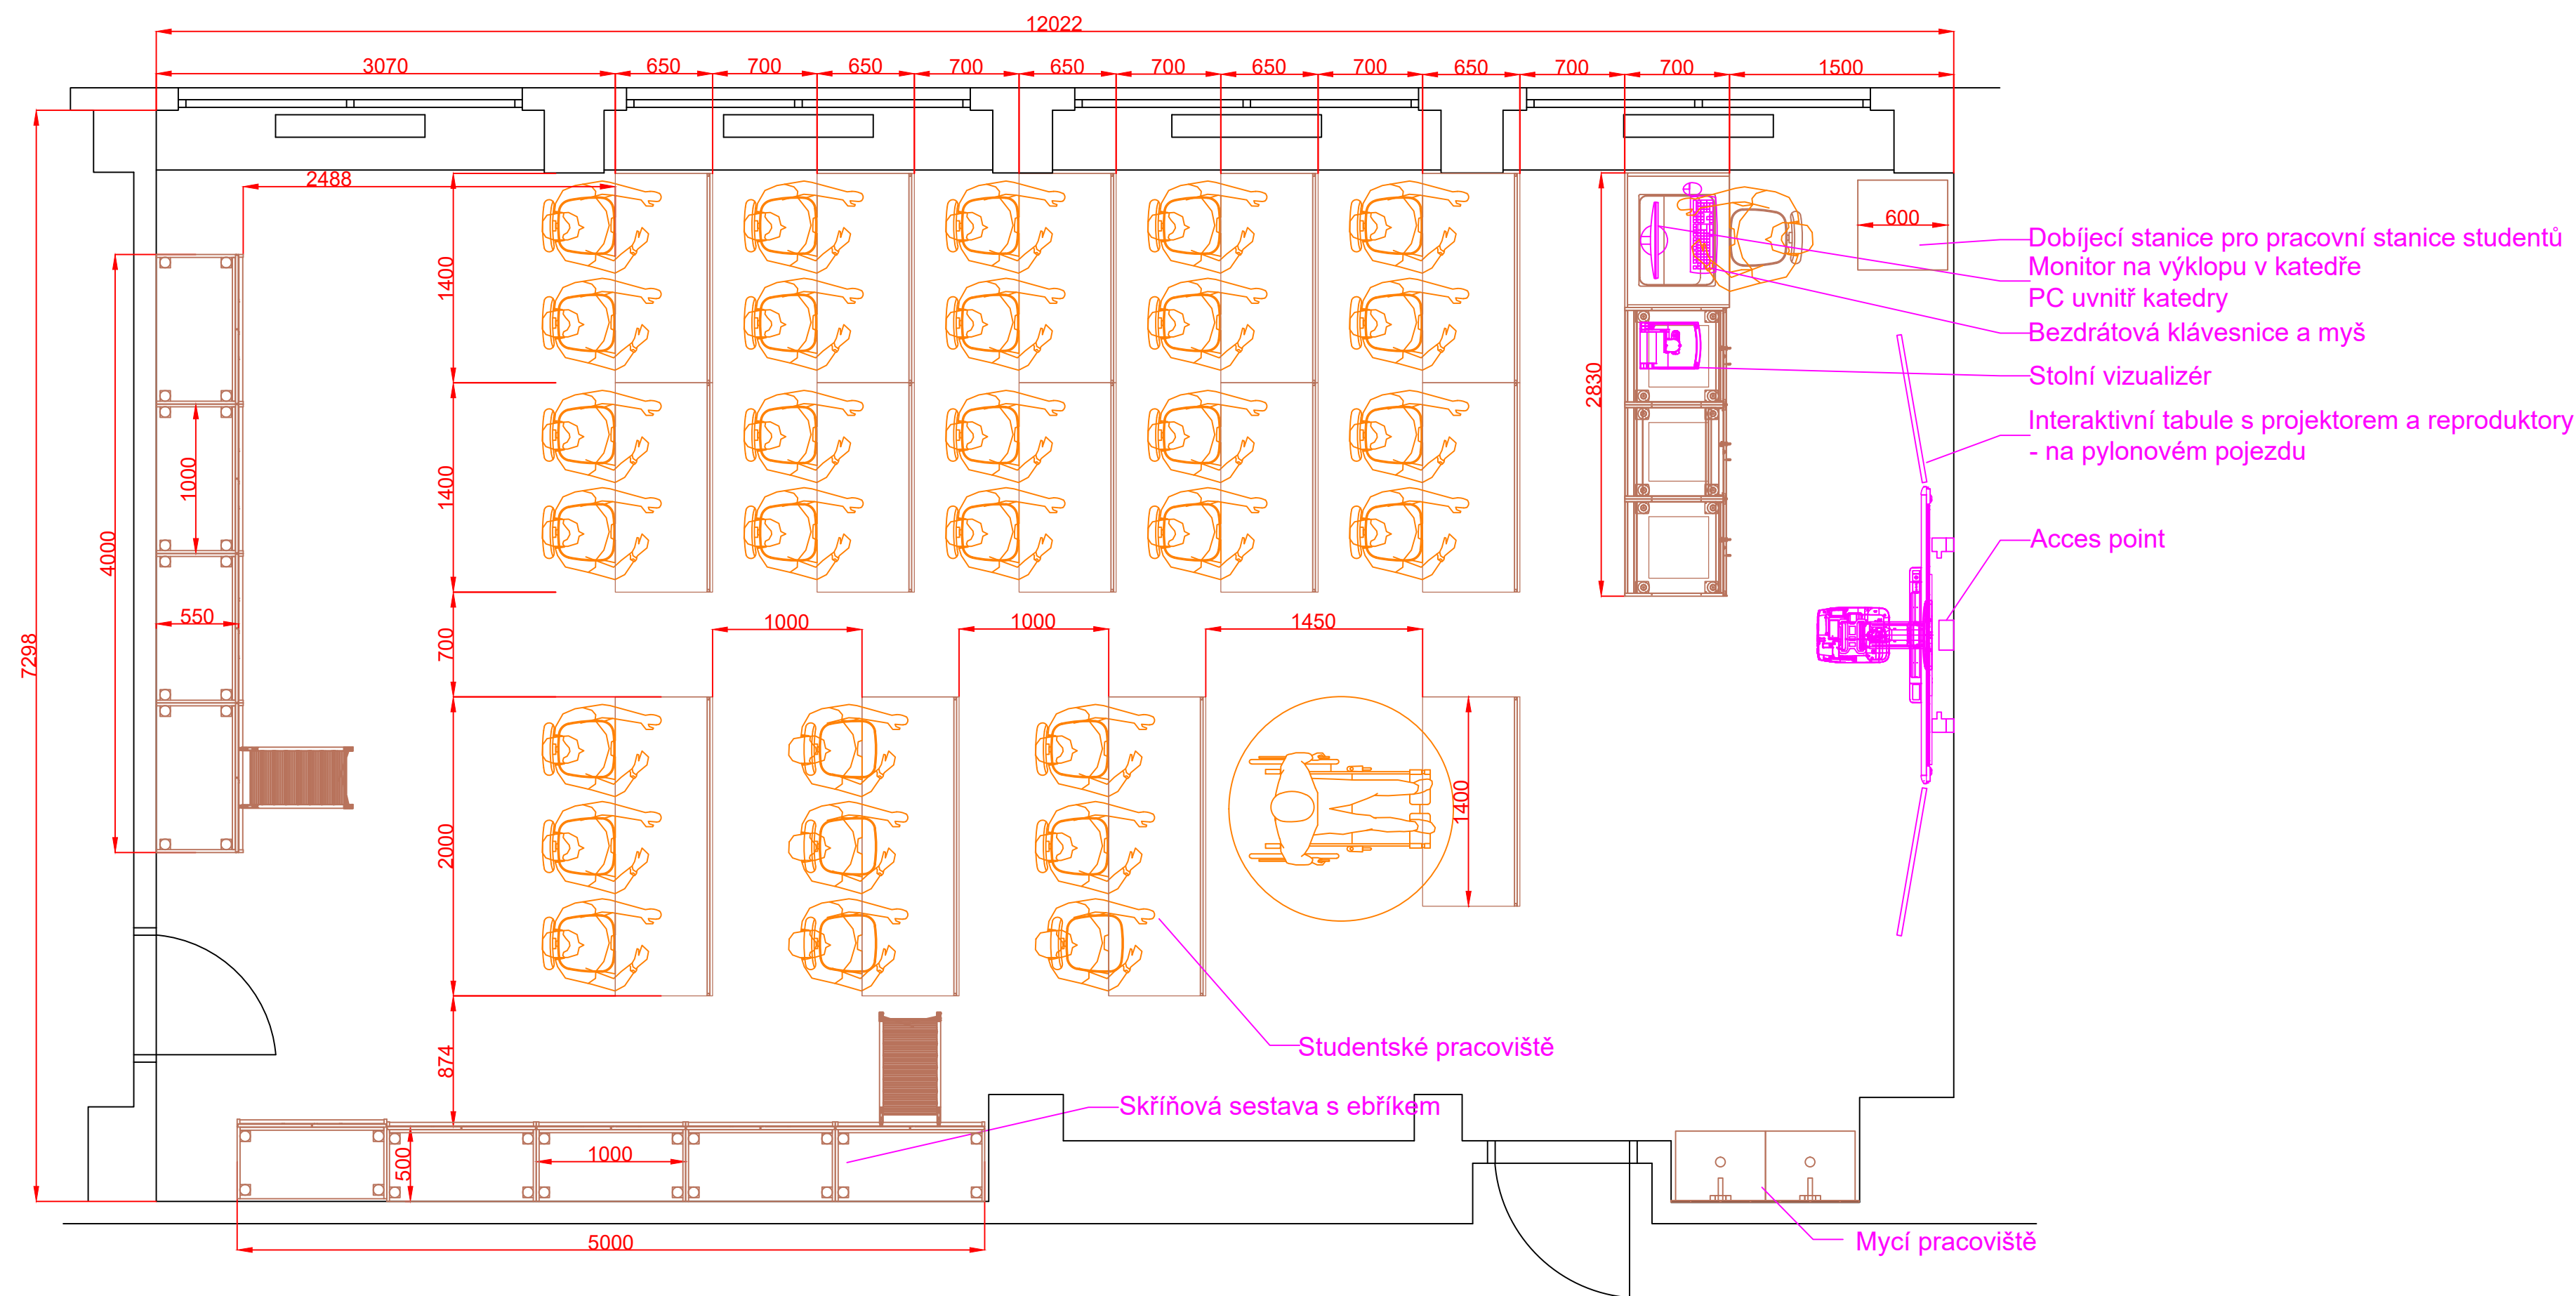 12022
3070 650 700 650 700 650 700 650 700 650 700 700 1500
2488
600
Dobíjecí stanice pro pracovní stanice studentů
Monitor na výklopu v katedře
PC uvnitř katedry
Bezdrátová klávesnice a myš
Stolní vizualizér
Interaktivní tabule s projektorem a reproduktory
- na pylonovém pojezdu
Acces point
1400
2830
1000
1400
4000
550
7298
700
1000
1000
1450
2000
1400
874
Studentské pracoviště
Skříňová sestava s ebříkem
500
1000
5000
Mycí pracoviště